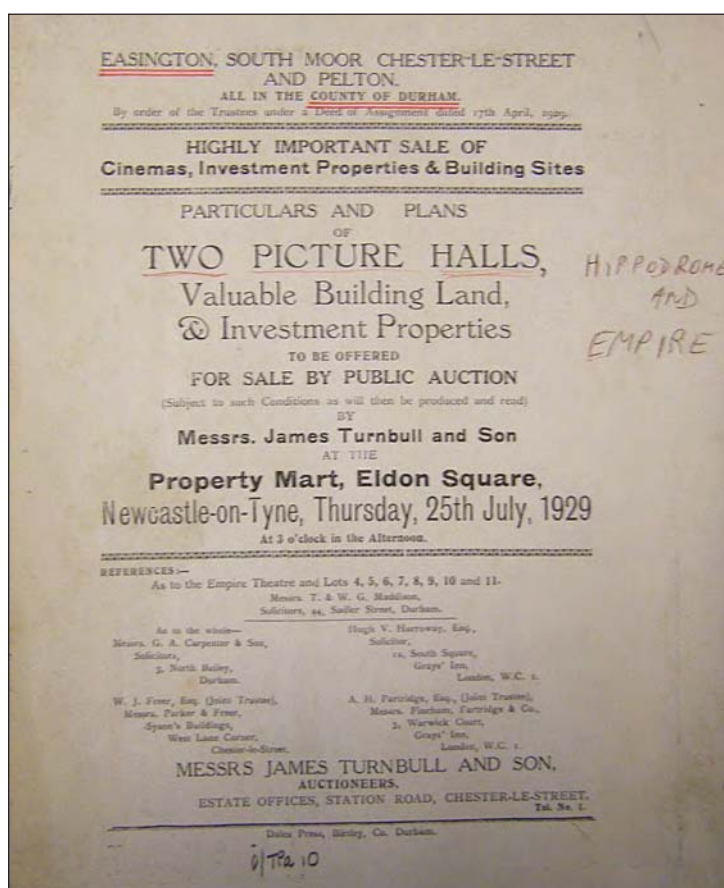 EASINGTON, SOUTH MOOR CHESTER-LE-STREET
AND PELTON.
ALL IN THE COUNTY OF DURHAM.
By order of the Trustees under a Deed of Assignment dated 17th April, 1929.
HIGHLY IMPORTANT SALE OF
Cinemas, Investment Properties & Building Sites
PARTICULARS AND PLANS
OF
TWO PICTURE HALLS,
Valuable Building Land,
& Investment Properties
HIPPODROME
AND
EMPIRE
TO BE OFFERED
FOR SALE BY PUBLIC AUCTION
(Subject to such Conditions as will then be produced and read)
BY
Messrs. James Turnbull and Son
AT THE
Property Mart, Eldon Square,
Newcastle-on-Tyne, Thursday, 25th July, 1929
At 3 o'clock in the Afternoon.
REFERENCES:—
As to the Empire Theatre and Lots 4, 5, 6, 7, 8, 9, 10 and 11.
Messrs. T. & W. G. Maddison,
Solicitors, 44, Sadler Street, Durham.
As to the whole—
Messrs. G. A. Carpenter & Son,
Solicitors,
3, North Bailey,
Durham.
Hugh V. Harraway, Esq.,
Solicitor,
South Square,
Grays' Inn,
London, W.C. 1.
W. J. Freer, Esq. (Joint Trustee),
Messrs. Parker & Freer,
Buildings,
West Lane Corner,
Chester-le-Street.
A. H. Partridge, Esq., (Joint Trustee),
Messrs. Fincham, Partridge & Co.,
3, Warwick Court,
Grays' Inn,
London, W.C. 1.
MESSRS JAMES TURNBULL AND SON,
AUCTIONEERS,
ESTATE OFFICES, STATION ROAD, CHESTER-LE-STREET.
Tel. No. 1.
Press, Birtley, Co. Durham.
10